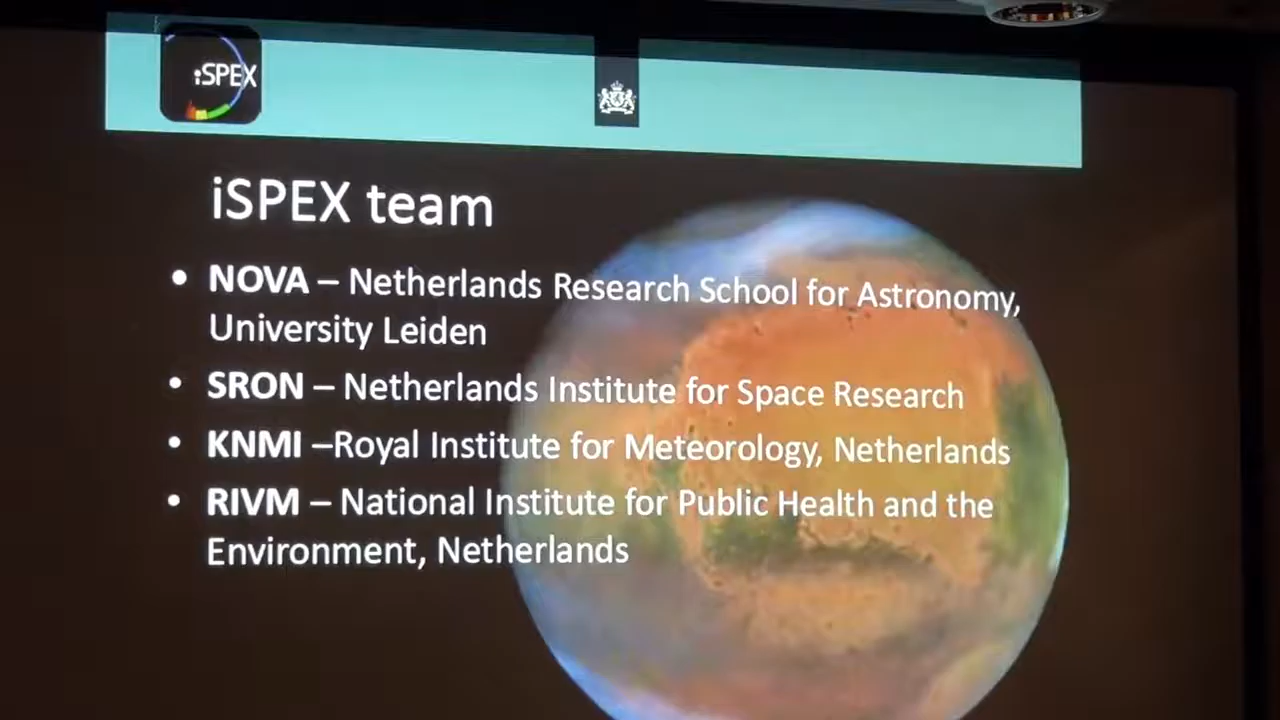 iSPEX
iSPEX team
• NOVA – Netherlands Research School for Astronomy,
University Leiden
• SRON – Netherlands Institute for Space Research
• KNMI –Royal Institute for Meteorology, Netherlands
• RIVM – National Institute for Public Health and the
Environment, Netherlands